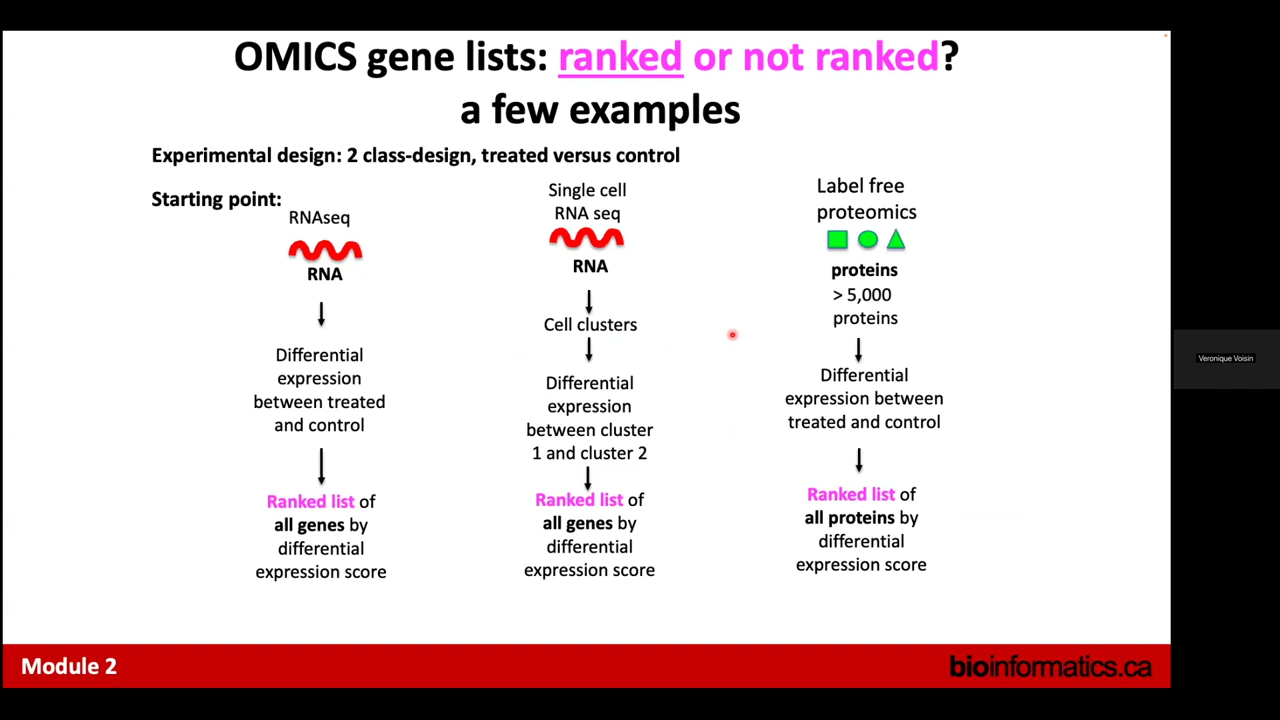 OMICS gene lists: ranked or not ranked?
a few examples
Experimental design: 2 class-design, treated versus control
Starting point:
RNAseq
RNA
Differential
expression
between treated
and control
Ranked list of
all genes by
differential
expression score
Single cell
RNA seq
RNA
Cell clusters
Differential
expression
between cluster
1 and cluster 2
Ranked list of
all genes by
differential
expression score
Label free
proteomics
proteins
> 5,000
proteins
Differential
expression between
treated and control
Ranked list of
all proteins by
differential
expression score
Veronique Voisin
Module 2
bioinformatics.ca